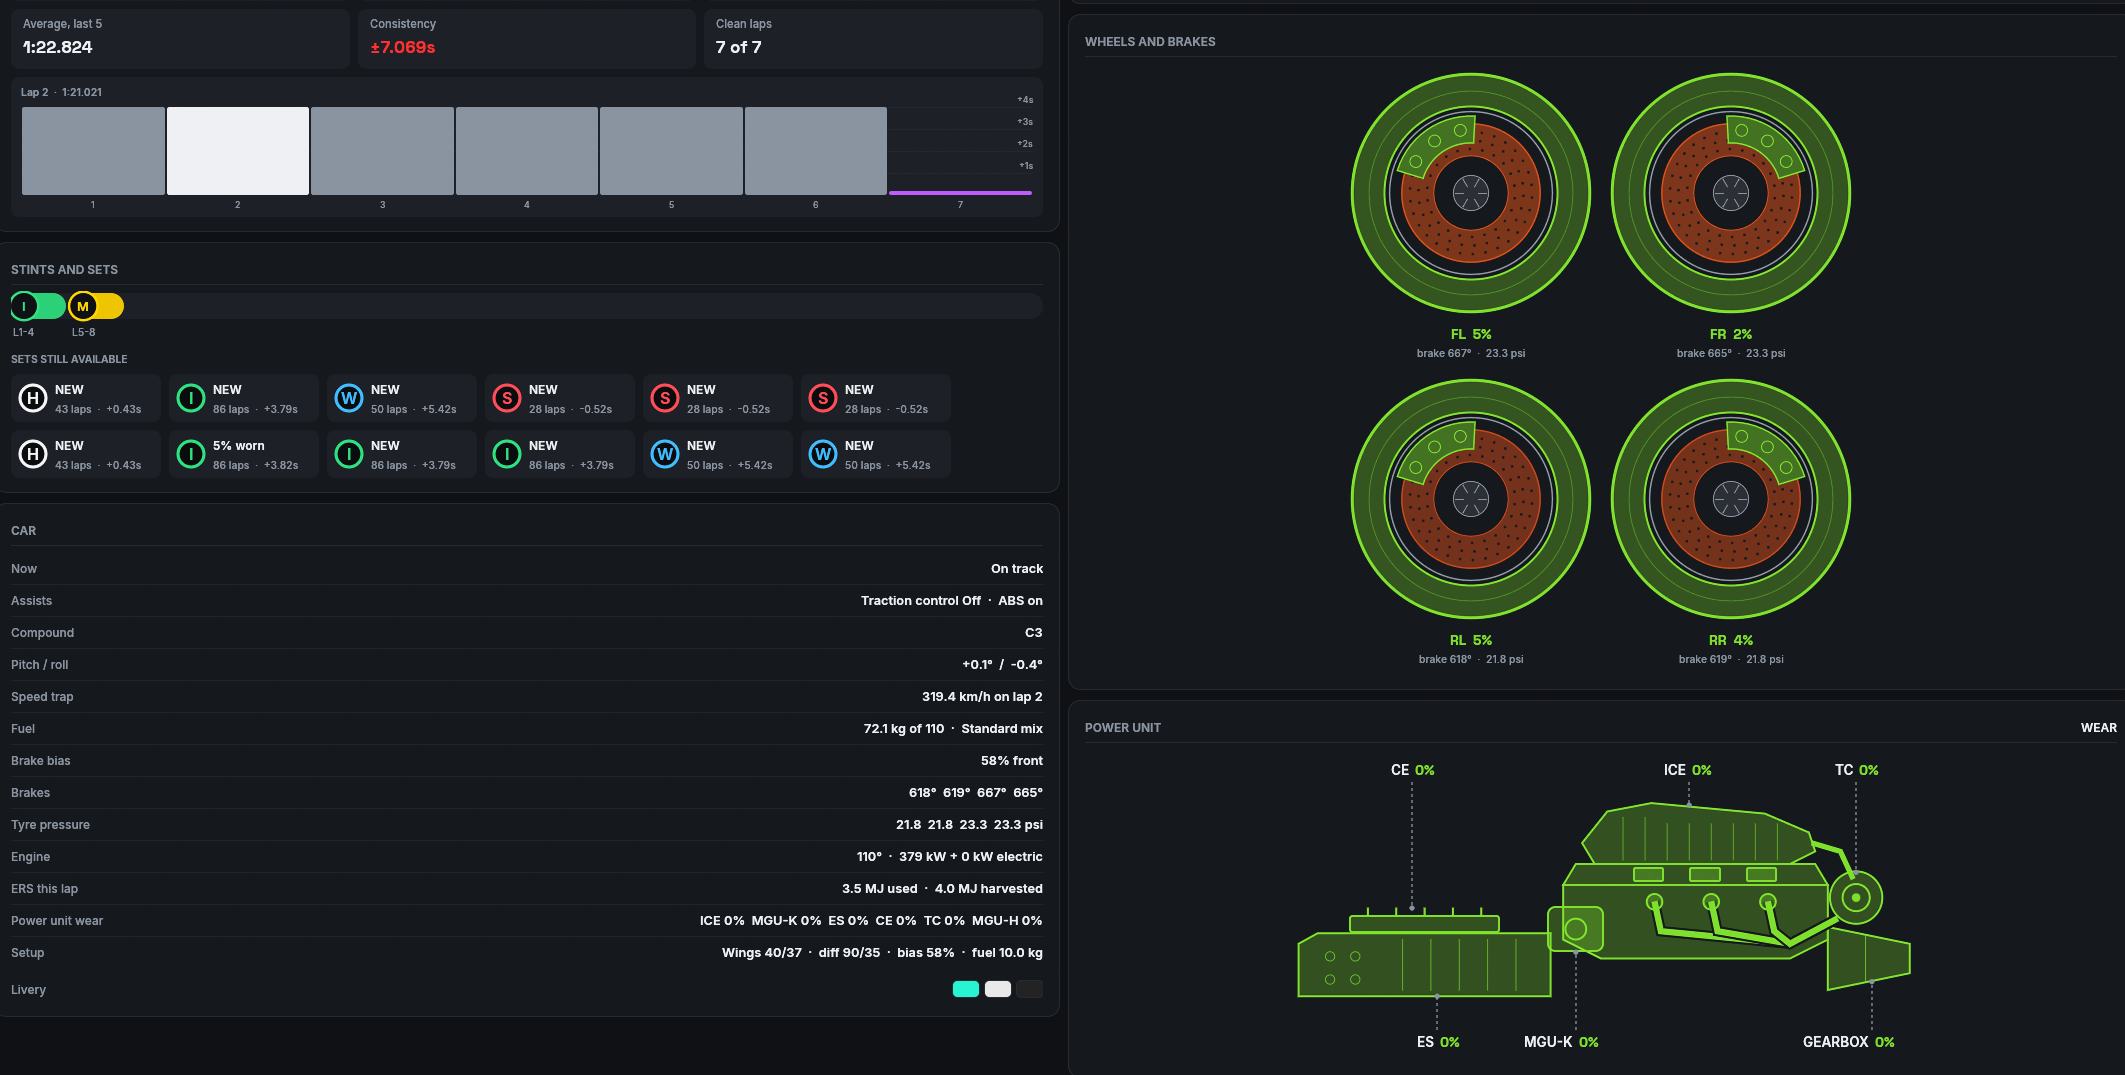 Average, last 5
1:22.824
Consistency
±7.069s
Clean laps
7 of 7
Lap 2 · 1:21.021
+4s
+3s
+2s
+1s
1 2 3 4 5 6 7
STINTS AND SETS
I M
L1-4 L5-8
SETS STILL AVAILABLE
H NEW
43 laps · +0.43s
I NEW
86 laps · +3.79s
W NEW
50 laps · +5.42s
S NEW
28 laps · -0.52s
S NEW
28 laps · -0.52s
S NEW
28 laps · -0.52s
H NEW
43 laps · +0.43s
I 5% worn
86 laps · +3.82s
I NEW
86 laps · +3.79s
I NEW
86 laps · +3.79s
W NEW
50 laps · +5.42s
W NEW
50 laps · +5.42s
CAR
Now On track
Assists Traction control Off · ABS on
Compound C3
Pitch / roll +0.1° / -0.4°
Speed trap 319.4 km/h on lap 2
Fuel 72.1 kg of 110 · Standard mix
Brake bias 58% front
Brakes 618° 619° 667° 665°
Tyre pressure 21.8 21.8 23.3 23.3 psi
Engine 110° · 379 kW + 0 kW electric
ERS this lap 3.5 MJ used · 4.0 MJ harvested
Power unit wear ICE 0% MGU-K 0% ES 0% CE 0% TC 0% MGU-H 0%
Setup Wings 40/37 · diff 90/35 · bias 58% · fuel 10.0 kg
Livery
WHEELS AND BRAKES
FL 5%
brake 667° · 23.3 psi
FR 2%
brake 665° · 23.3 psi
RL 5%
brake 618° · 21.8 psi
RR 4%
brake 619° · 21.8 psi
POWER UNIT WEAR
CE 0% ICE 0% TC 0%
ES 0% MGU-K 0% GEARBOX 0%